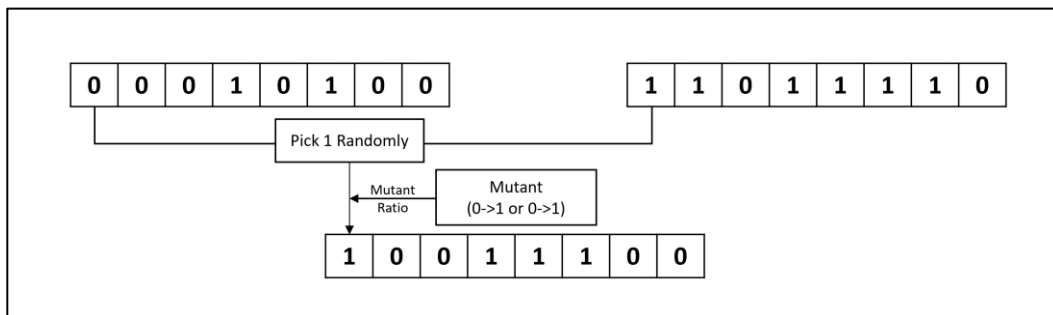 0 0 0 1 0 1 0 0
1 1 0 1 1 1 1 0
Pick 1 Randomly
Mutant
Ratio
Mutant
(0->1 or 0->1)
1 0 0 1 1 1 0 0